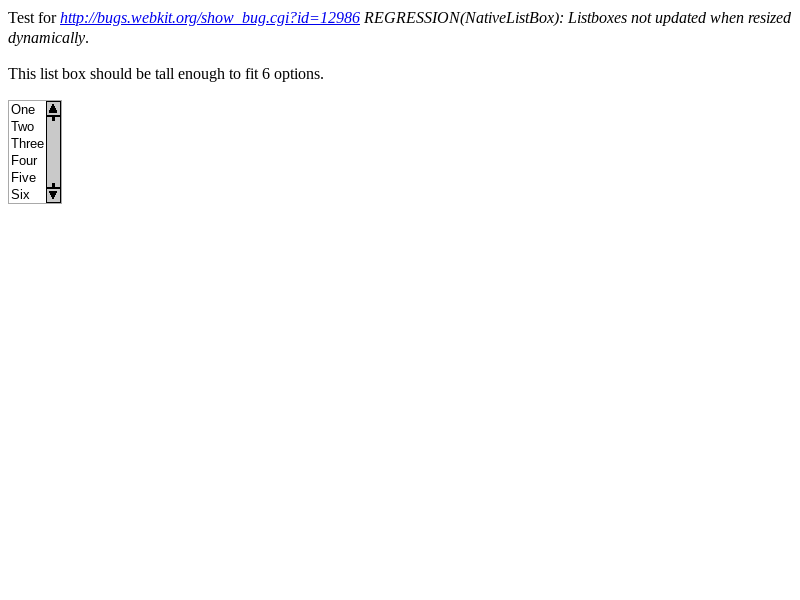 Test for http://bugs.webkit.org/show_bug.cgi?id=12986 REGRESSION(NativeListBox): Listboxes not updated when resized
dynamically.
This list box should be tall enough to fit 6 options.
One
Two
Three
Four
Five
Six